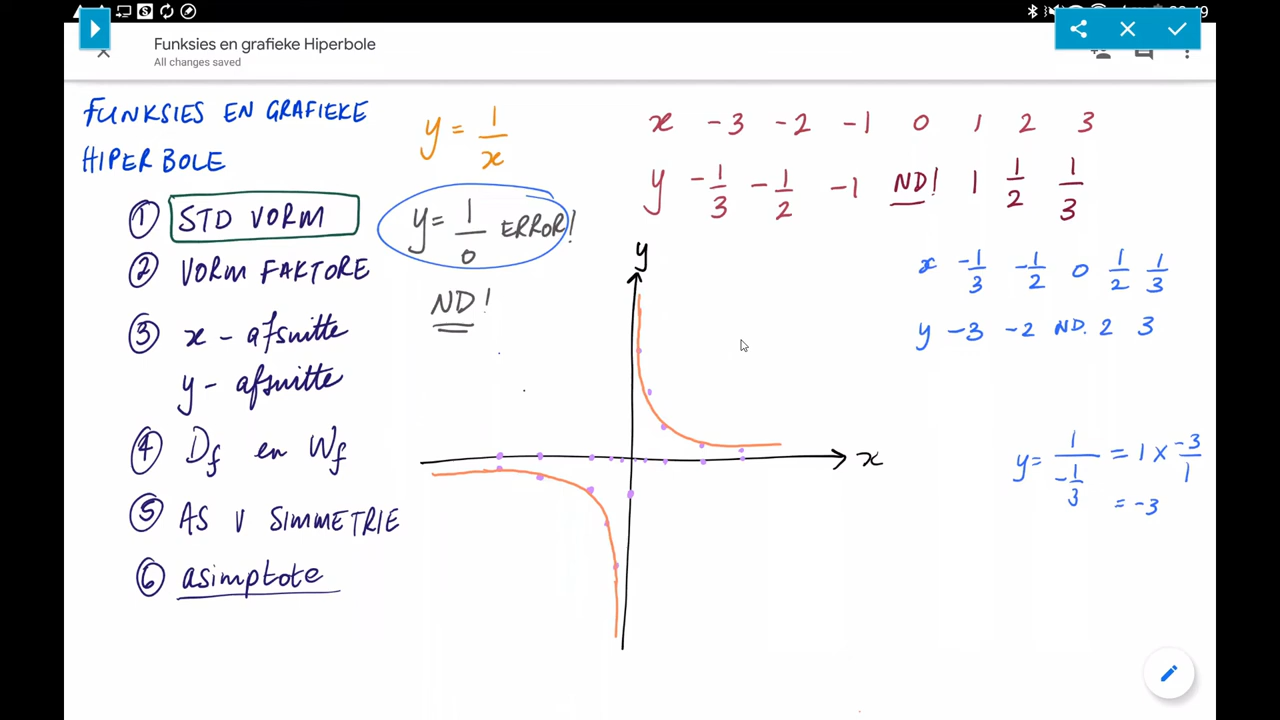 Funksies en grafieke Hiperbole
All changes saved
FUNKSIES EN GRAFIEKE
HIPERBOLE
① STD VORM
② VORM FAKTORE
③ x - afsnitte
y - afsnitte
④ Df en Wf
⑤ AS V SIMMETRIE
⑥ asimptote
y = 1/x
y = 1/0 ERROR!
ND!
x -3 -2 -1 0 1 2 3
y -1/3 -1/2 -1 ND! 1 1/2 1/3
x -1/3 -1/2 0 1/2 1/3
y -3 -2 ND. 2 3
y
x
y = 1/(-1/3) = 1 × -3/1
= -3